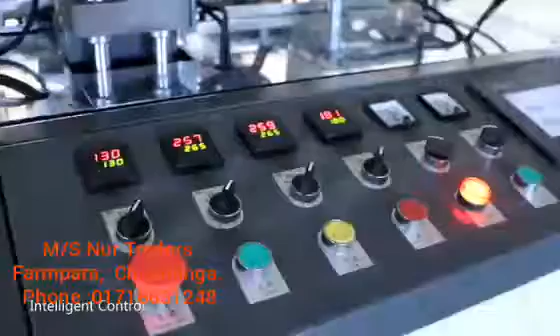 130
130
257
265
259
265
181
180
M/S Nur Traders
Farmpara,
Phone
Intelligent Control